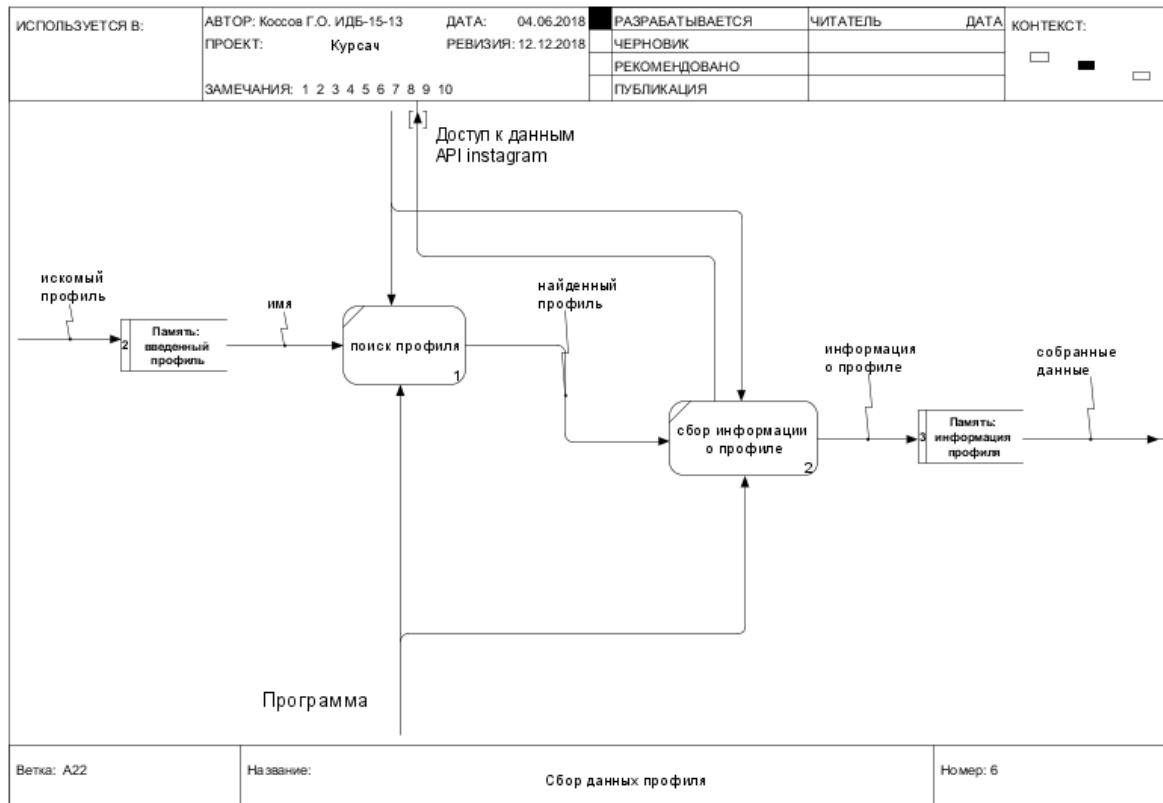 ИСПОЛЬЗУЕТСЯ В:
АВТОР: Коссов Г.О. ИДБ-15-13
ДАТА: 04.06.2018
ПРОЕКТ: Курсач
РЕВИЗИЯ: 12.12.2018
ЗАМЕЧАНИЯ: 1 2 3 4 5 6 7 8 9 10
РАЗРАБАТЫВАЕТСЯ
ЧЕРНОВИК
РЕКОМЕНДОВАНО
ПУБЛИКАЦИЯ
ЧИТАТЕЛЬ
ДАТА
КОНТЕКСТ:
Доступ к данным
API instagram
искомый
профиль
2
Память:
введенный
профиль
имя
поиск профиля
1
найденный
профиль
сбор информации
о профиле
2
информация
о профиле
3
Память:
информация
профиля
собранные
данные
Программа
Ветка: A22
Название:
Сбор данных профиля
Номер: 6